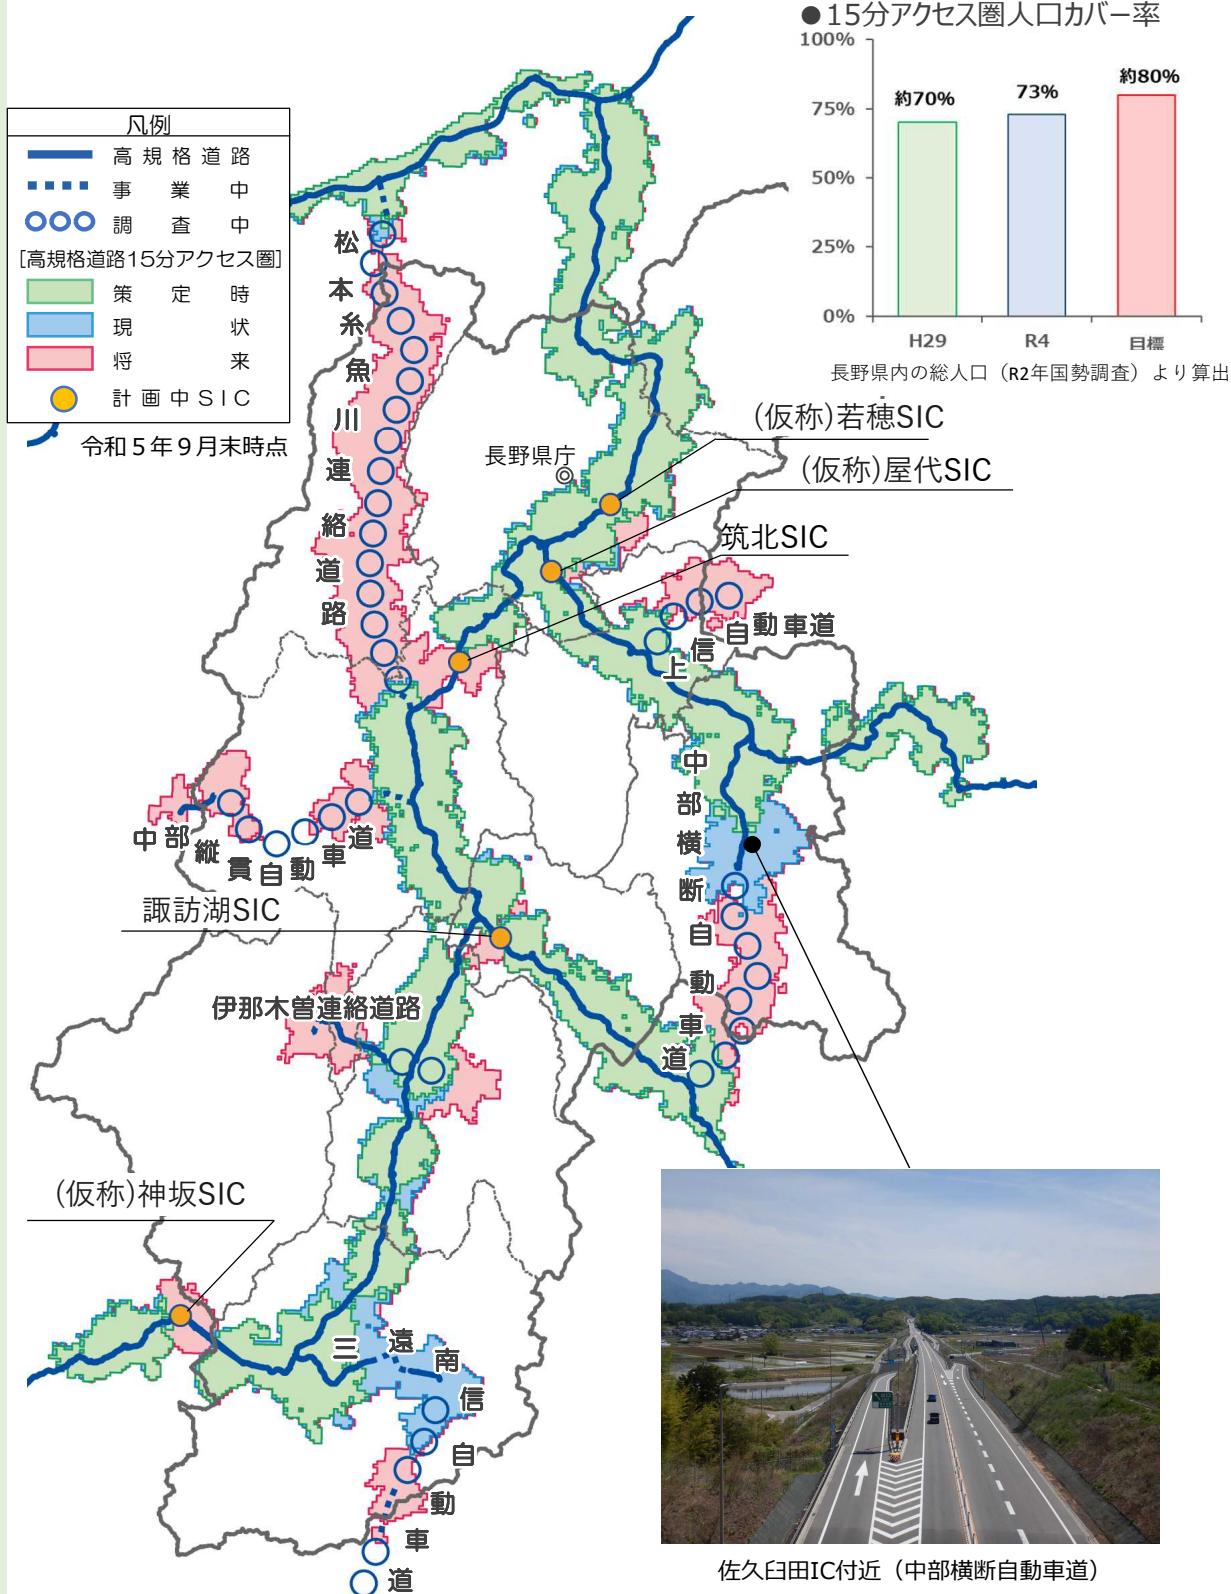 ●15分アクセス圏人口カバー率
100%
75%
50%
25%
0%
約70%
73%
約80%
H29
R4
目標
長野県内の総人口（R2年国勢調査）より算出
凡例
高規格道路
事業中
調査中
[高規格道路15分アクセス圏]
策定時
現状
将来
計画中SIC
令和5年9月末時点
松本糸魚川連絡道路
長野県庁
(仮称)若穂SIC
(仮称)屋代SIC
筑北SIC
上信自動車道
中部横断自動車道
中部縦貫自動車道
諏訪湖SIC
伊那木曽連絡道路
(仮称)神坂SIC
三遠南信自動車道
佐久臼田IC付近（中部横断自動車道）